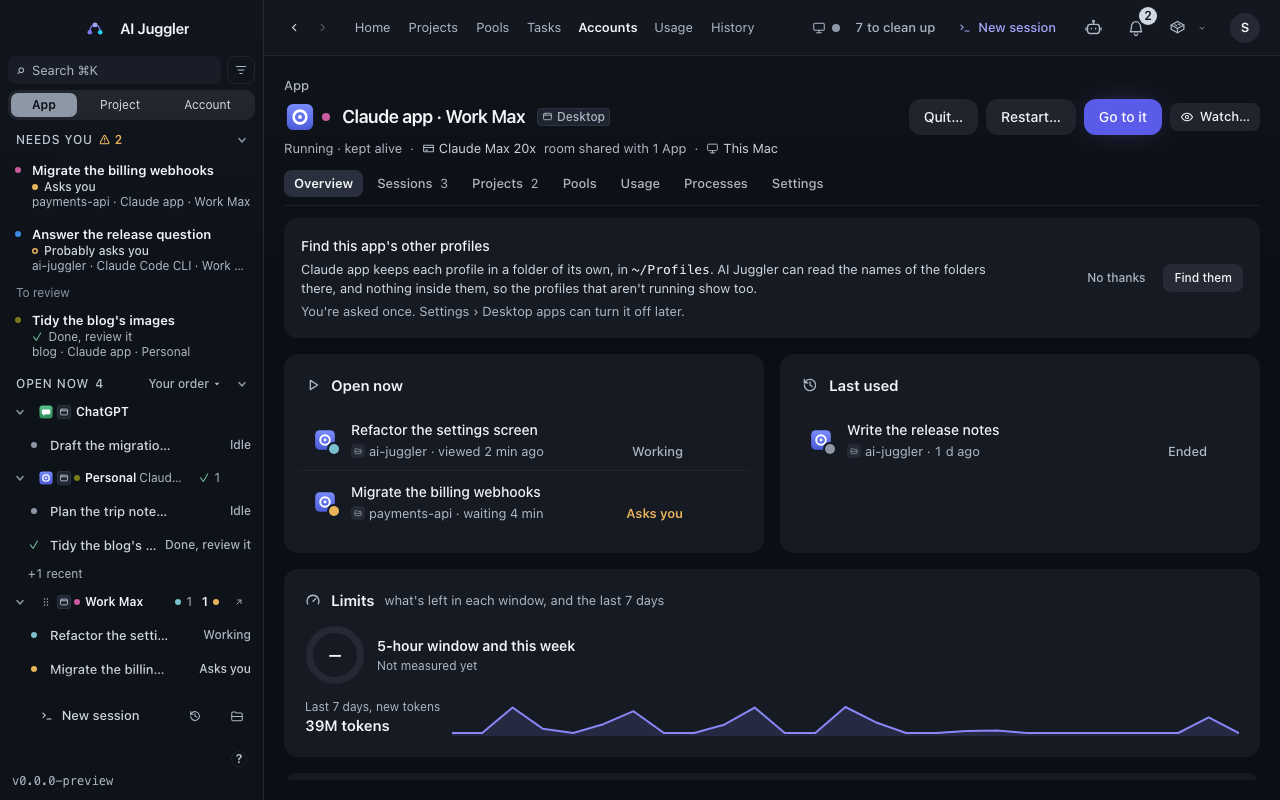 AI Juggler
Search ⌘K
App
Project
Account
NEEDS YOU 2
Migrate the billing webhooks
Asks you
payments-api · Claude app · Work Max
Answer the release question
Probably asks you
ai-juggler · Claude Code CLI · Work ...
To review
Tidy the blog's images
Done, review it
blog · Claude app · Personal
OPEN NOW 4
Your order
ChatGPT
Draft the migratio... Idle
Personal Claud... 1
Plan the trip note... Idle
Tidy the blog's ... Done, review it
+1 recent
Work Max 1 1
Refactor the setti... Working
Migrate the billin... Asks you
New session
?
v0.0.0-preview
Home Projects Pools Tasks Accounts Usage History
7 to clean up
New session
2
S
App
Claude app · Work Max
Desktop
Quit...
Restart...
Go to it
Watch...
Running · kept alive · Claude Max 20x room shared with 1 App · This Mac
Overview Sessions 3 Projects 2 Pools Usage Processes Settings
Find this app's other profiles
Claude app keeps each profile in a folder of its own, in ~/Profiles. AI Juggler can read the names of the folders
there, and nothing inside them, so the profiles that aren't running show too.
You're asked once. Settings › Desktop apps can turn it off later.
No thanks
Find them
Open now
Refactor the settings screen
ai-juggler · viewed 2 min ago
Working
Migrate the billing webhooks
payments-api · waiting 4 min
Asks you
Last used
Write the release notes
ai-juggler · 1 d ago
Ended
Limits what's left in each window, and the last 7 days
–
5-hour window and this week
Not measured yet
Last 7 days, new tokens
39M tokens